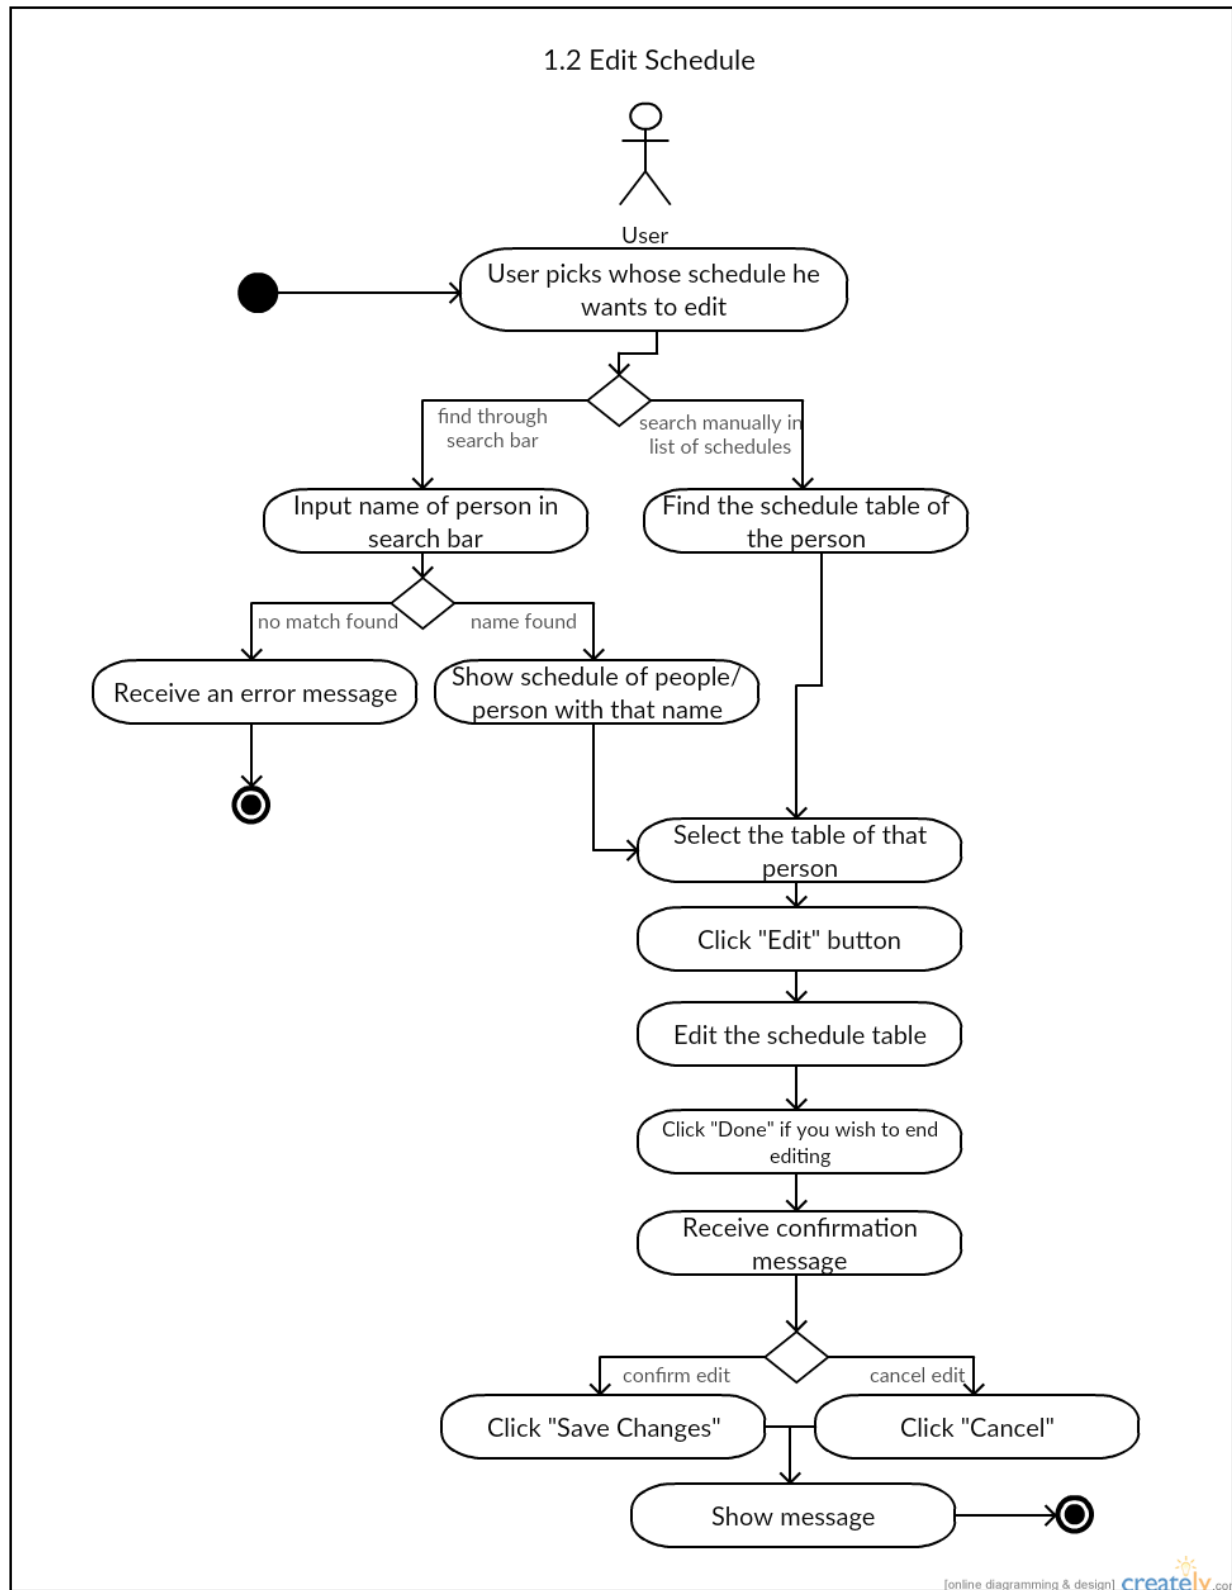 1.2 Edit Schedule
User
User picks whose schedule he
wants to edit
find through
search bar
search manually in
list of schedules
Input name of person in
search bar
Find the schedule table of
the person
no match found
name found
Receive an error message
Show schedule of people/
person with that name
Select the table of that
person
Click "Edit" button
Edit the schedule table
Click "Done" if you wish to end
editing
Receive confirmation
message
confirm edit
cancel edit
Click "Save Changes"
Click "Cancel"
Show message
[online diagramming & design] creately